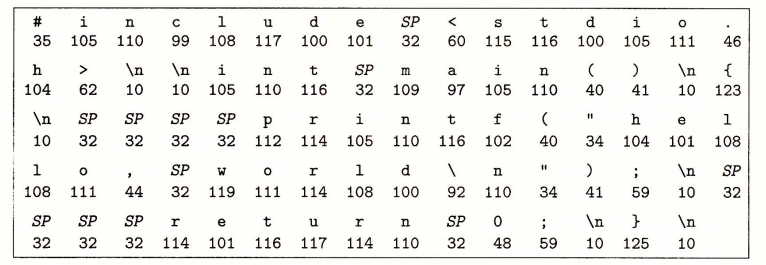 # i n c l u d e SP < s t d i o .
35 105 110 99 108 117 100 101 32 60 115 116 100 105 111 46
h > \n \n i n t SP m a i n ( ) \n {
104 62 10 10 105 110 116 32 109 97 105 110 40 41 10 123
\n SP SP SP SP p r i n t f ( " h e l
10 32 32 32 32 112 114 105 110 116 102 40 34 104 101 108
l o , SP w o r l d \ n " ) ; \n SP
108 111 44 32 119 111 114 108 100 92 110 34 41 59 10 32
SP SP SP r e t u r n SP 0 ; \n } \n
32 32 32 114 101 116 117 114 110 32 48 59 10 125 10